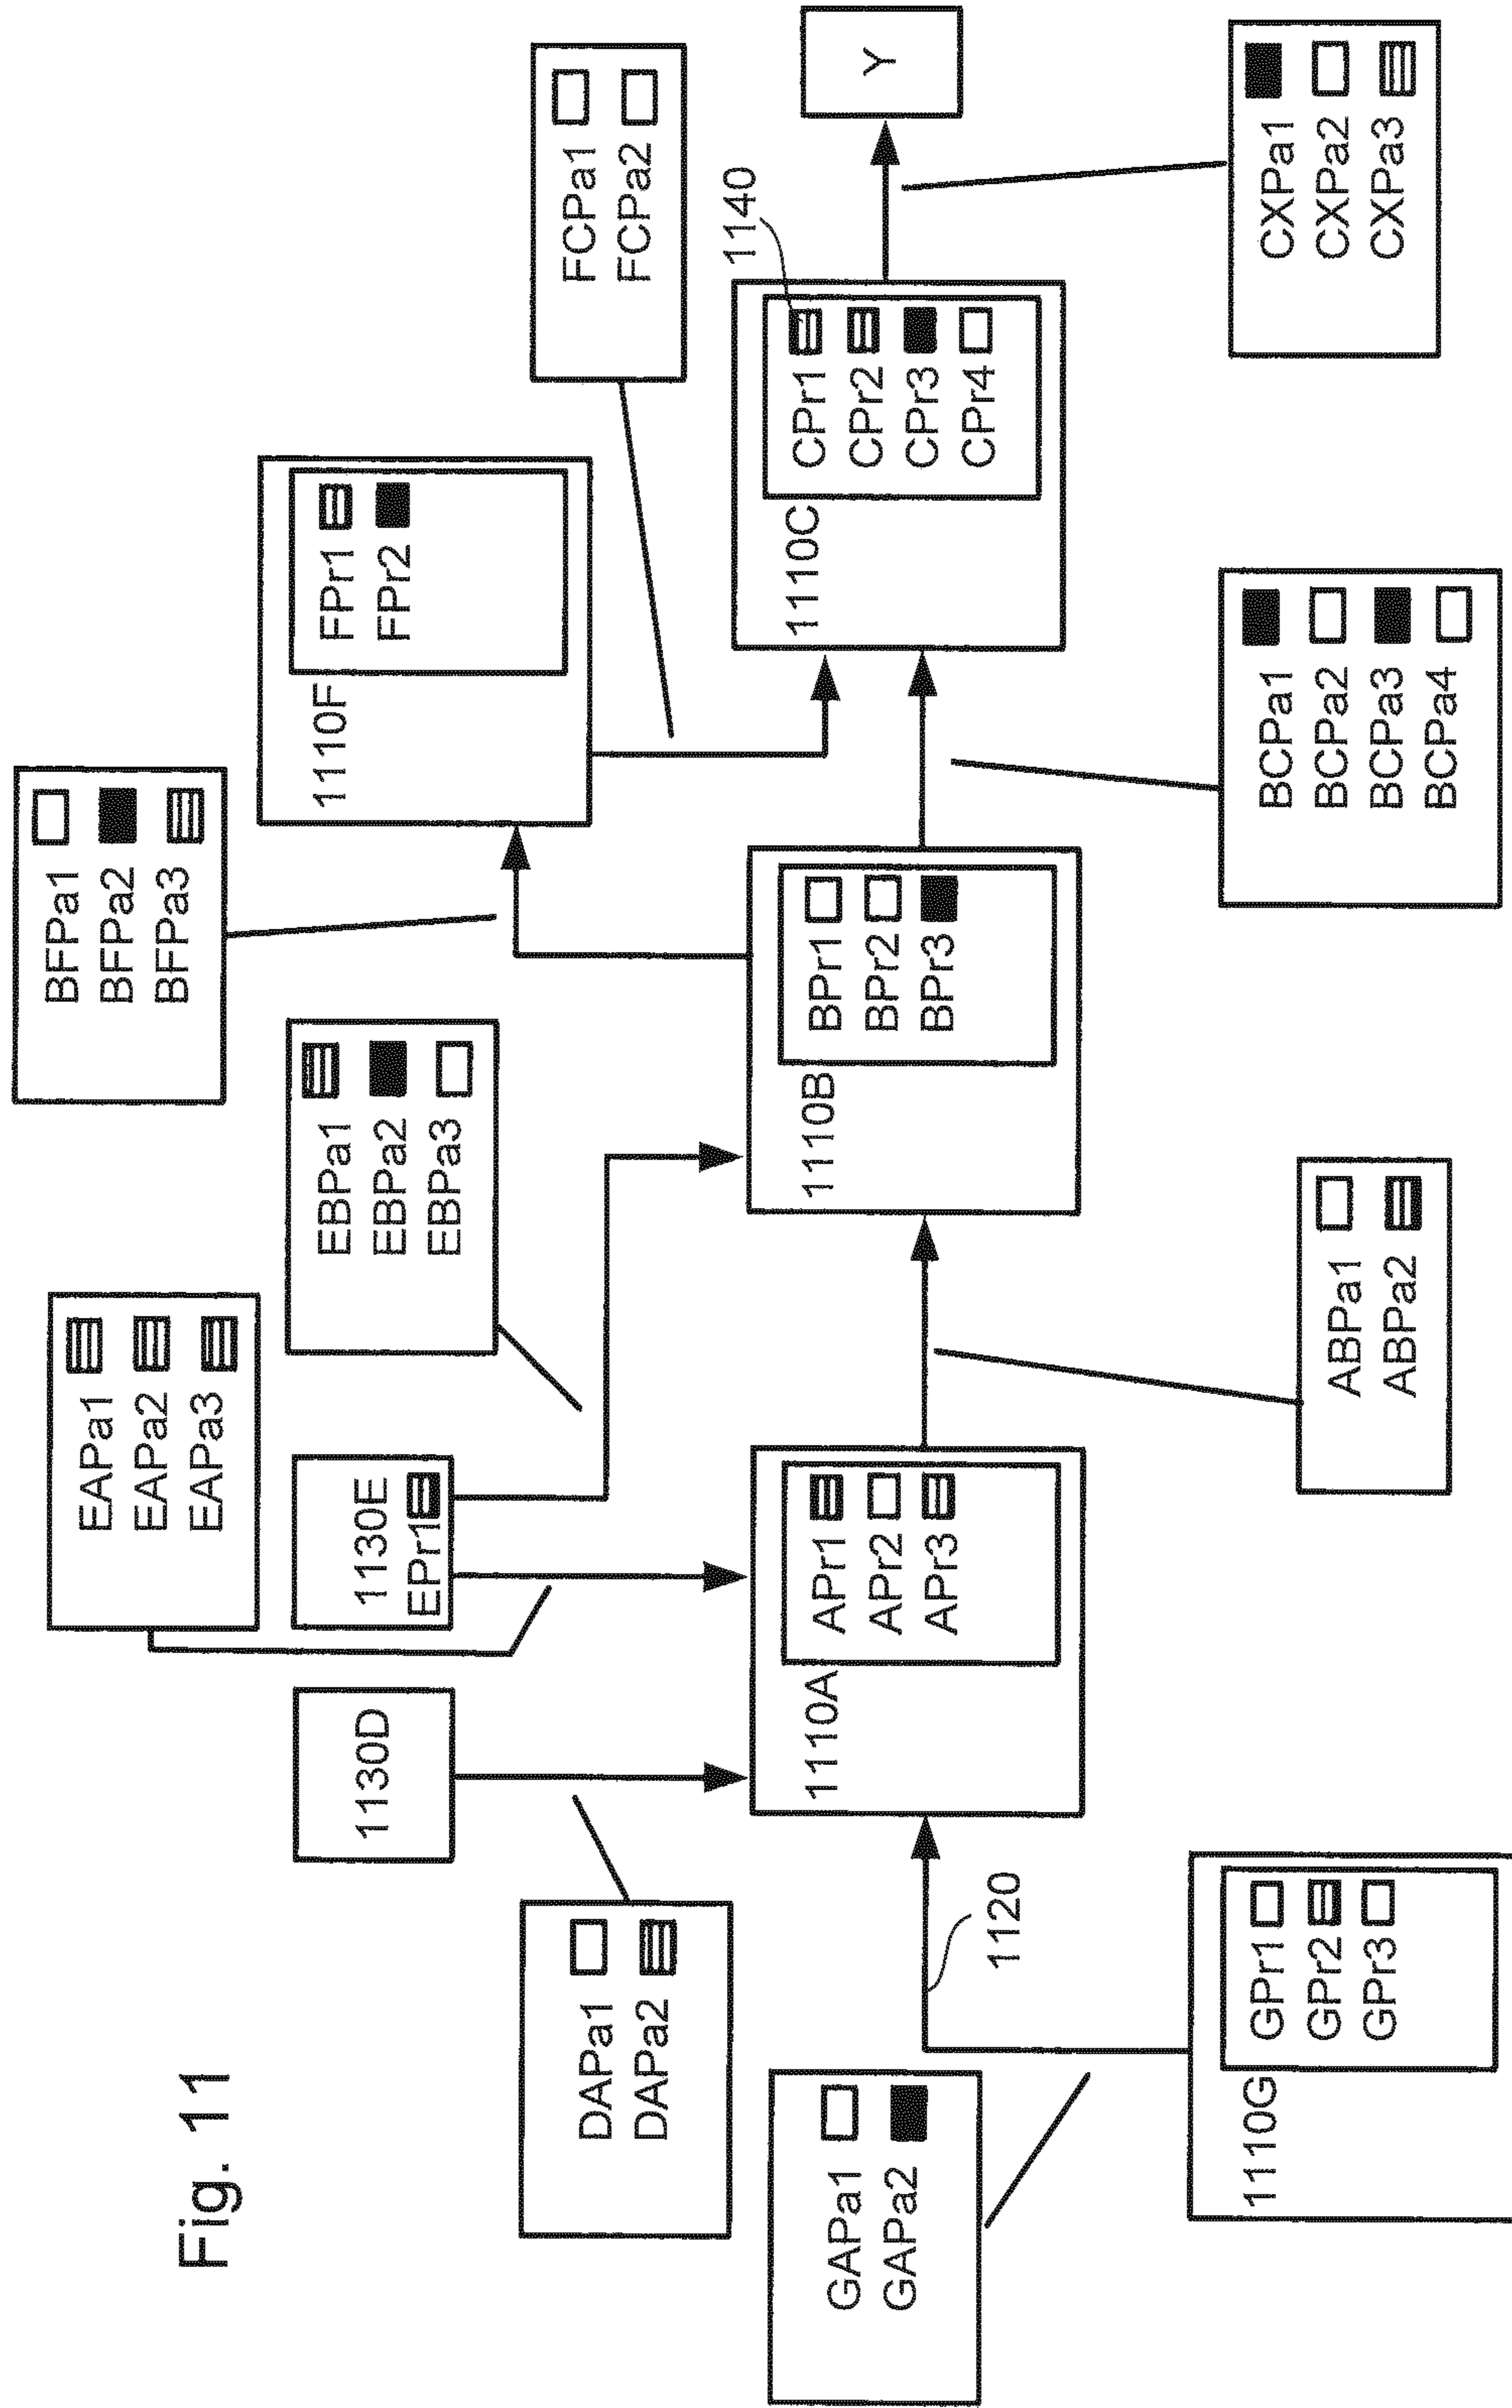 Fig. 11
GAPa1
GAPa2
1110G
GPr1
GPr2
GPr3
1120
DAPa1
DAPa2
1130D
1110A
APr1
APr2
APr3
EAPa1
EAPa2
EAPa3
1130E
EPr1
EBPa1
EBPa2
EBPa3
ABPa1
ABPa2
1110B
BPr1
BPr2
BPr3
BFPa1
BFPa2
BFPa3
1110F
FPr1
FPr2
BCPa1
BCPa2
BCPa3
BCPa4
FCPa1
FCPa2
1110C
CPr1
CPr2
CPr3
CPr4
1140
CXPa1
CXPa2
CXPa3
Y